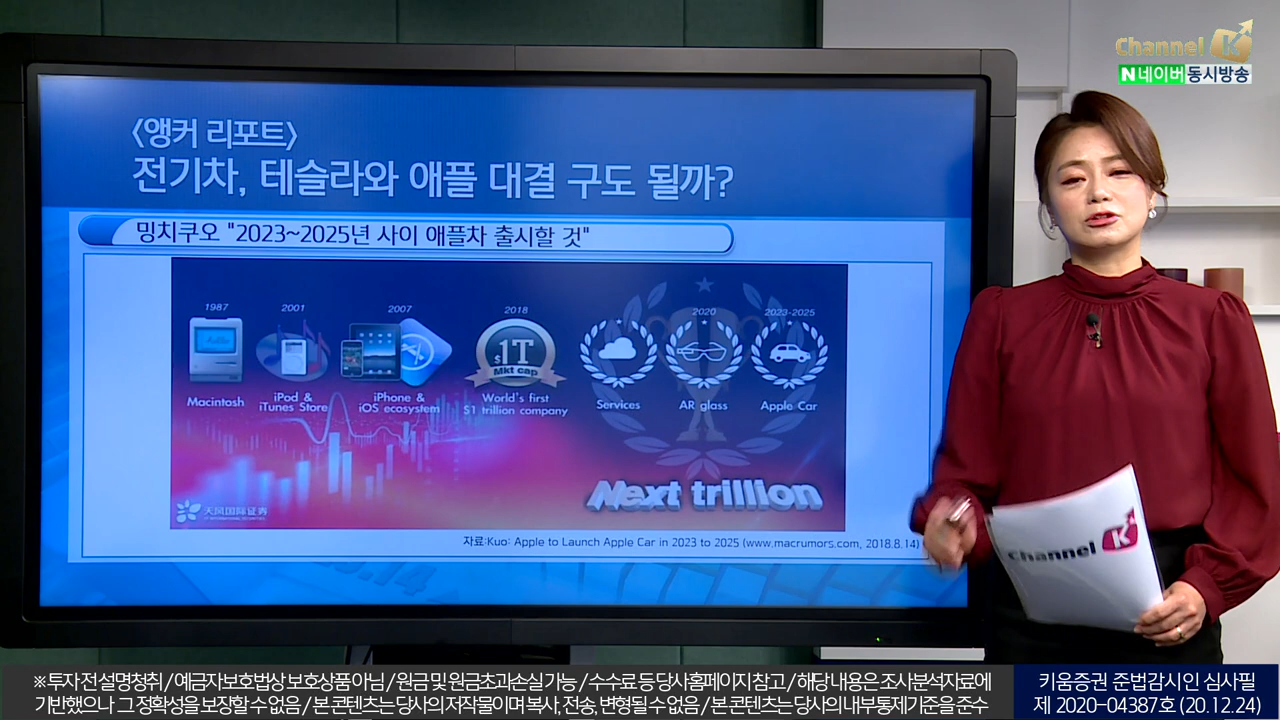 Channel K
N 네이버 동시방송
<앵커 리포트>
전기차, 테슬라와 애플 대결 구도 될까?
밍치쿠오 "2023~2025년 사이 애플차 출시할 것"
1987
2001
2007
2018
2020
2023-2025
$1T
Mkt cap
Macintosh
iPod &
iTunes Store
iPhone &
iOS ecosystem
World's first
$1 trillion company
Services
AR glass
Apple Car
Next trillion
天风国际证券
자료:Kuo: Apple to Launch Apple Car in 2023 to 2025 (www.macrumors.com, 2018.8.14)
Channel K
※ 투자 전 설명청취 / 예금자보호법상 보호상품 아님 / 원금 및 원금초과손실 가능 / 수수료 등 당사홈페이지 참고 / 해당 내용은 조사분석자료에
기반했으나 그 정확성을 보장할 수 없음 / 본 콘텐츠는 당사의 저작물이며 복사, 전송, 변형될 수 없음 / 본 콘텐츠는 당사의 내부통제기준을 준수
키움증권 준법감시인 심사필
제 2020-04387호 (20.12.24)